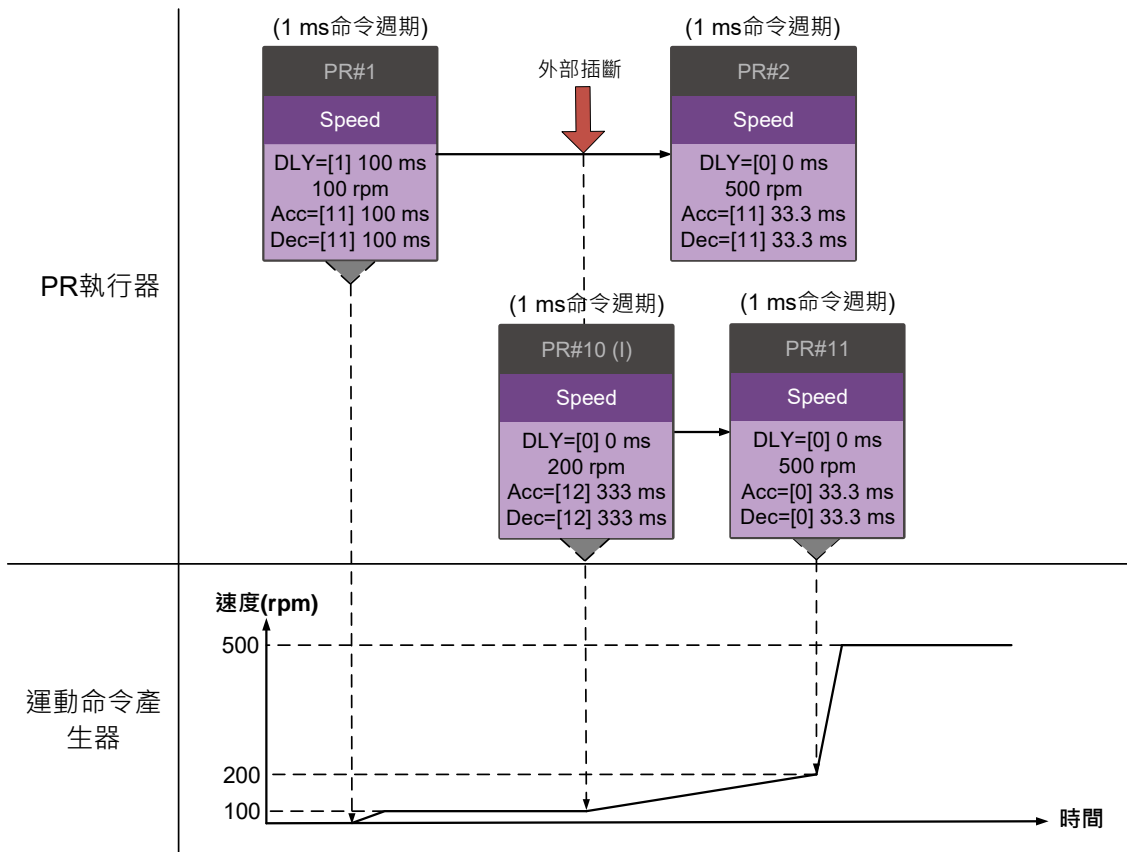 (1 ms命令週期)
(1 ms命令週期)
PR#1
外部插斷
PR#2
Speed
Speed
DLY=[1] 100 ms
100 rpm
Acc=[11] 100 ms
Dec=[11] 100 ms
DLY=[0] 0 ms
500 rpm
Acc=[11] 33.3 ms
Dec=[11] 33.3 ms
PR執行器
(1 ms命令週期)
(1 ms命令週期)
PR#10 (I)
PR#11
Speed
Speed
DLY=[0] 0 ms
200 rpm
Acc=[12] 333 ms
Dec=[12] 333 ms
DLY=[0] 0 ms
500 rpm
Acc=[0] 33.3 ms
Dec=[0] 33.3 ms
運動命令產
生器
速度(rpm)
500
200
100
時間